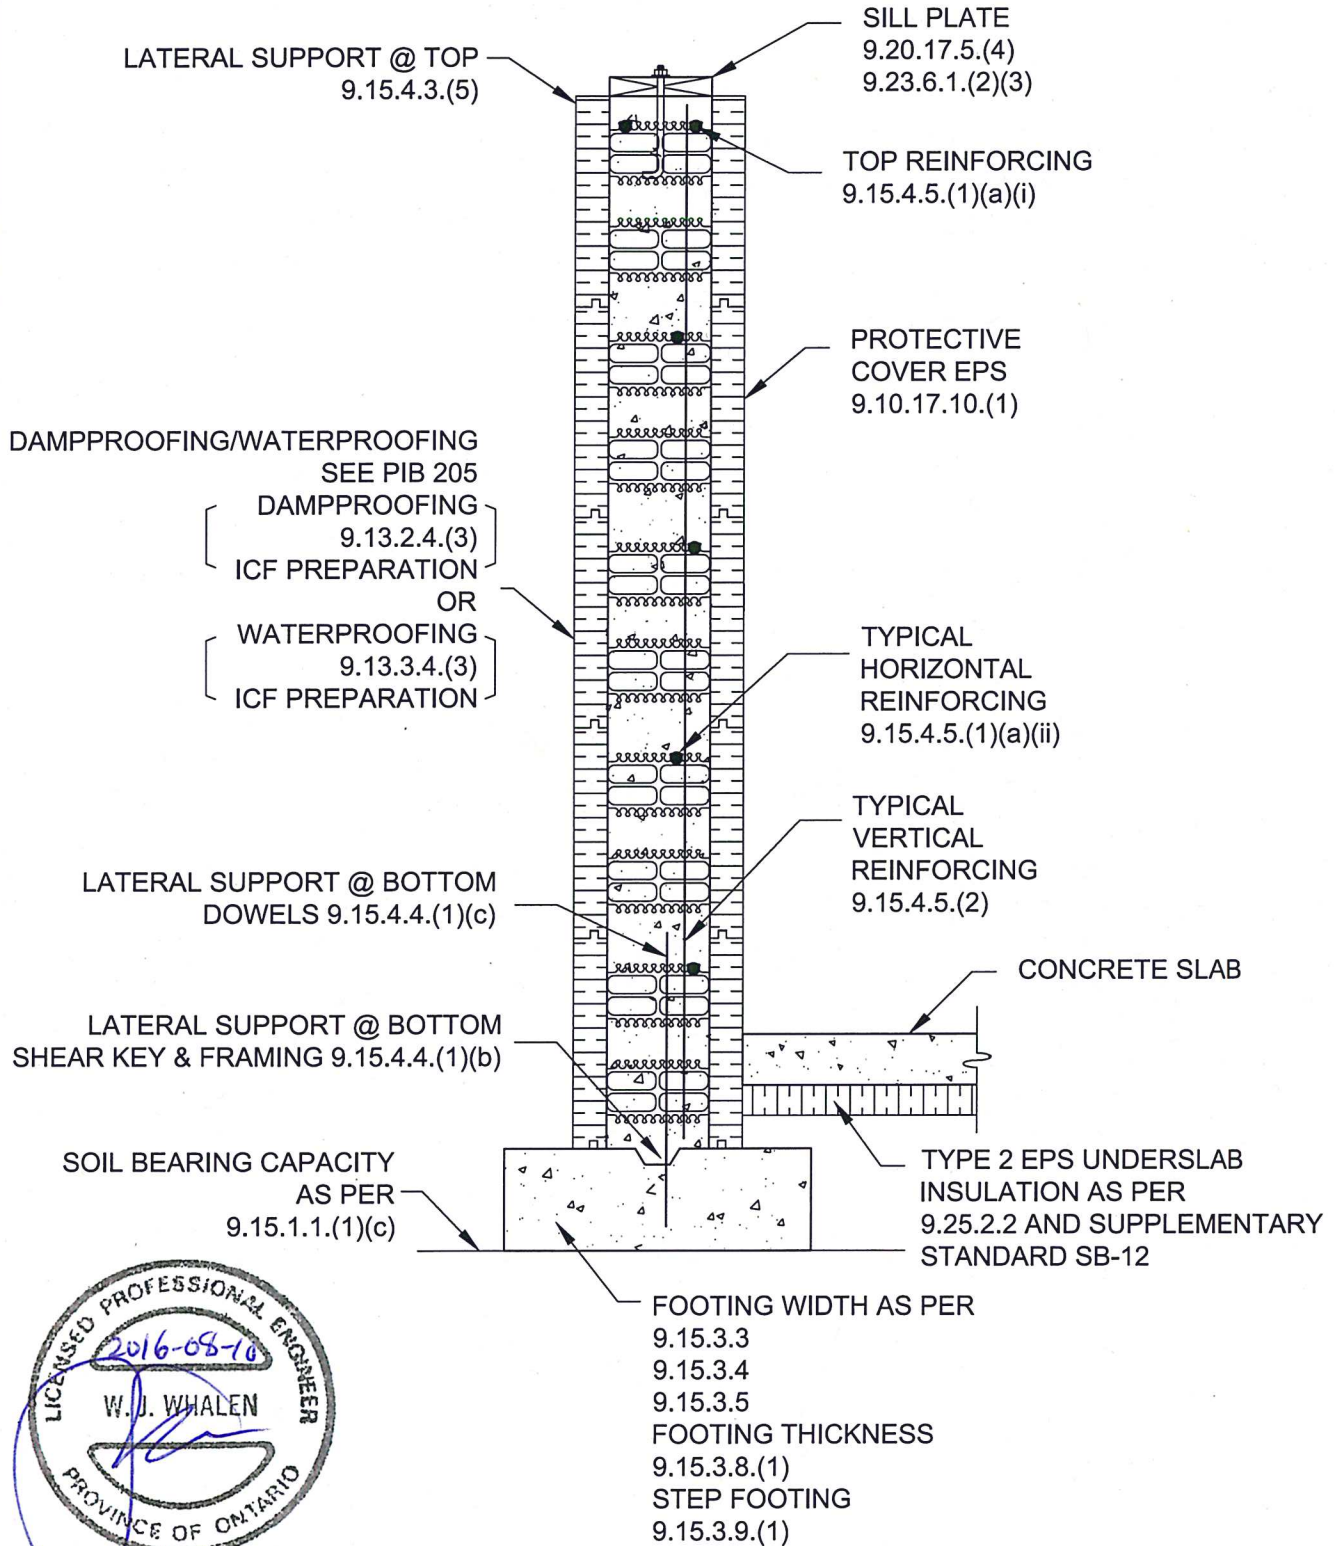 SILL PLATE
9.20.17.5.(4)
9.23.6.1.(2)(3)
LATERAL SUPPORT @ TOP
9.15.4.3.(5)
TOP REINFORCING
9.15.4.5.(1)(a)(i)
PROTECTIVE
COVER EPS
9.10.17.10.(1)
DAMPPROOFING/WATERPROOFING
SEE PIB 205
DAMPPROOFING
9.13.2.4.(3)
ICF PREPARATION
OR
WATERPROOFING
9.13.3.4.(3)
ICF PREPARATION
TYPICAL
HORIZONTAL
REINFORCING
9.15.4.5.(1)(a)(ii)
TYPICAL
VERTICAL
REINFORCING
9.15.4.5.(2)
LATERAL SUPPORT @ BOTTOM
DOWELS 9.15.4.4.(1)(c)
CONCRETE SLAB
LATERAL SUPPORT @ BOTTOM
SHEAR KEY & FRAMING 9.15.4.4.(1)(b)
SOIL BEARING CAPACITY
AS PER
9.15.1.1.(1)(c)
TYPE 2 EPS UNDERSLAB
INSULATION AS PER
9.25.2.2 AND SUPPLEMENTARY
STANDARD SB-12
FOOTING WIDTH AS PER
9.15.3.3
9.15.3.4
9.15.3.5
FOOTING THICKNESS
9.15.3.8.(1)
STEP FOOTING
9.15.3.9.(1)
LICENSED PROFESSIONAL ENGINEER
2016-08-10
W. J. WHALEN
PROVINCE OF ONTARIO